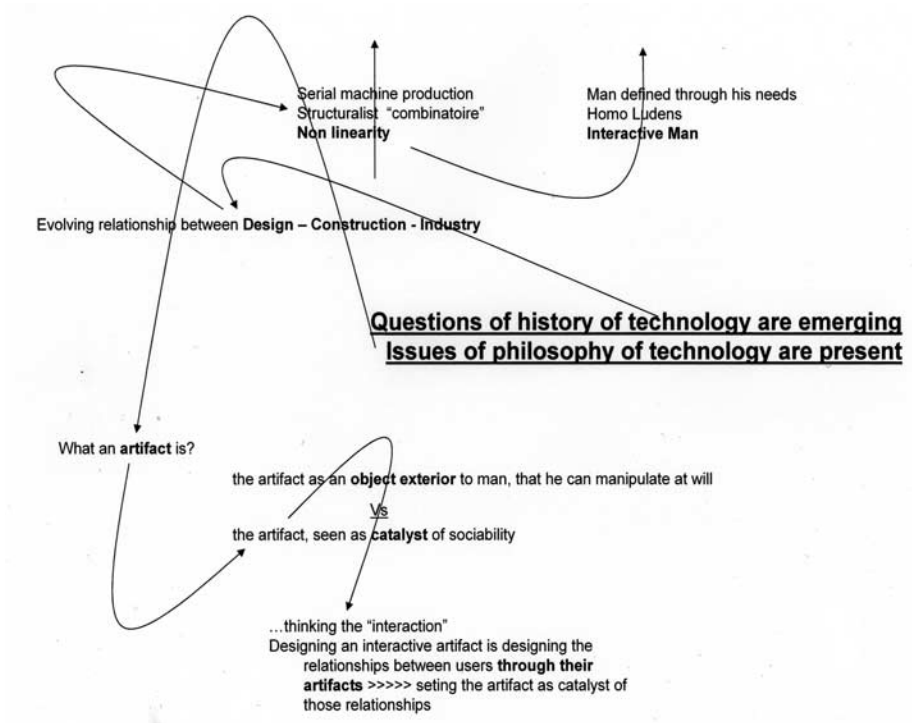 Serial machine production
Structuralist “combinatoire”
Non linearity
Man defined through his needs
Homo Ludens
Interactive Man
Evolving relationship between Design – Construction - Industry
Questions of history of technology are emerging
Issues of philosophy of technology are present
What an artifact is?
the artifact as an object exterior to man, that he can manipulate at will
Vs
the artifact, seen as catalyst of sociability
…thinking the “interaction”
Designing an interactive artifact is designing the
relationships between users through their
artifacts >>>>> seting the artifact as catalyst of
those relationships